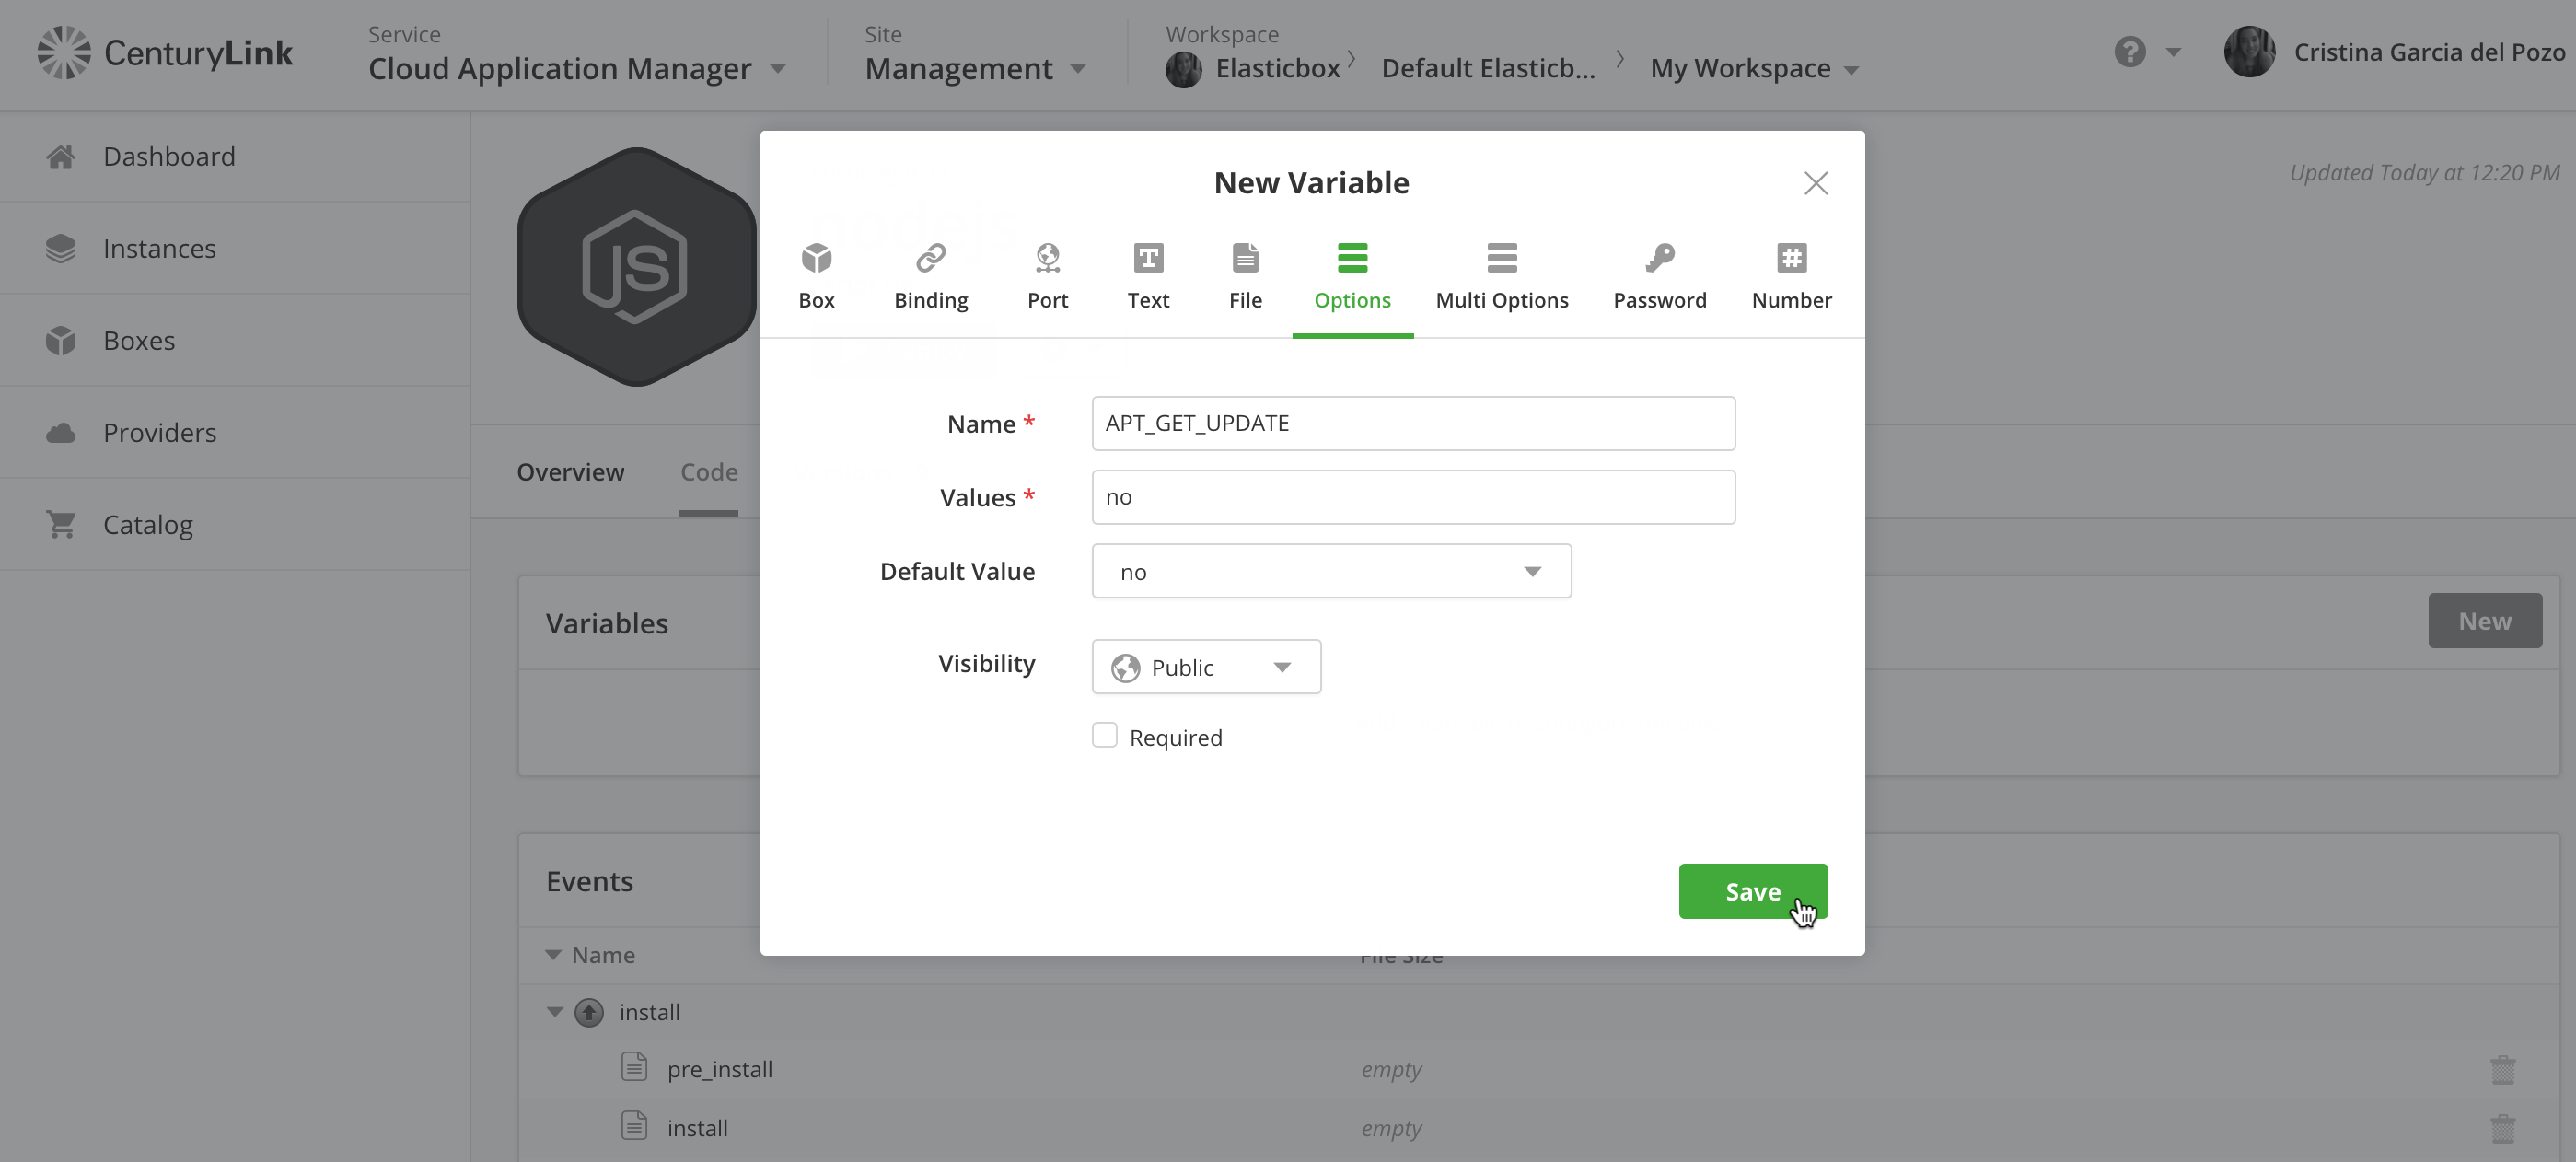 CenturyLink
Service
Cloud Application Manager
Site
Management
Workspace
Elasticbox
Default Elasticb...
My Workspace
?
Cristina Garcia del Pozo
Dashboard
Instances
Boxes
Providers
Catalog
JS
Updated Today at 12:20 PM
Overview
Code
Variables
New
Events
Name
File Size
install
pre_install
empty
install
empty
New Variable
Box
Binding
Port
T
Text
File
Options
Multi Options
Password
#
Number
Name *
APT_GET_UPDATE
Values *
no
Default Value
no
Visibility
Public
Required
Save